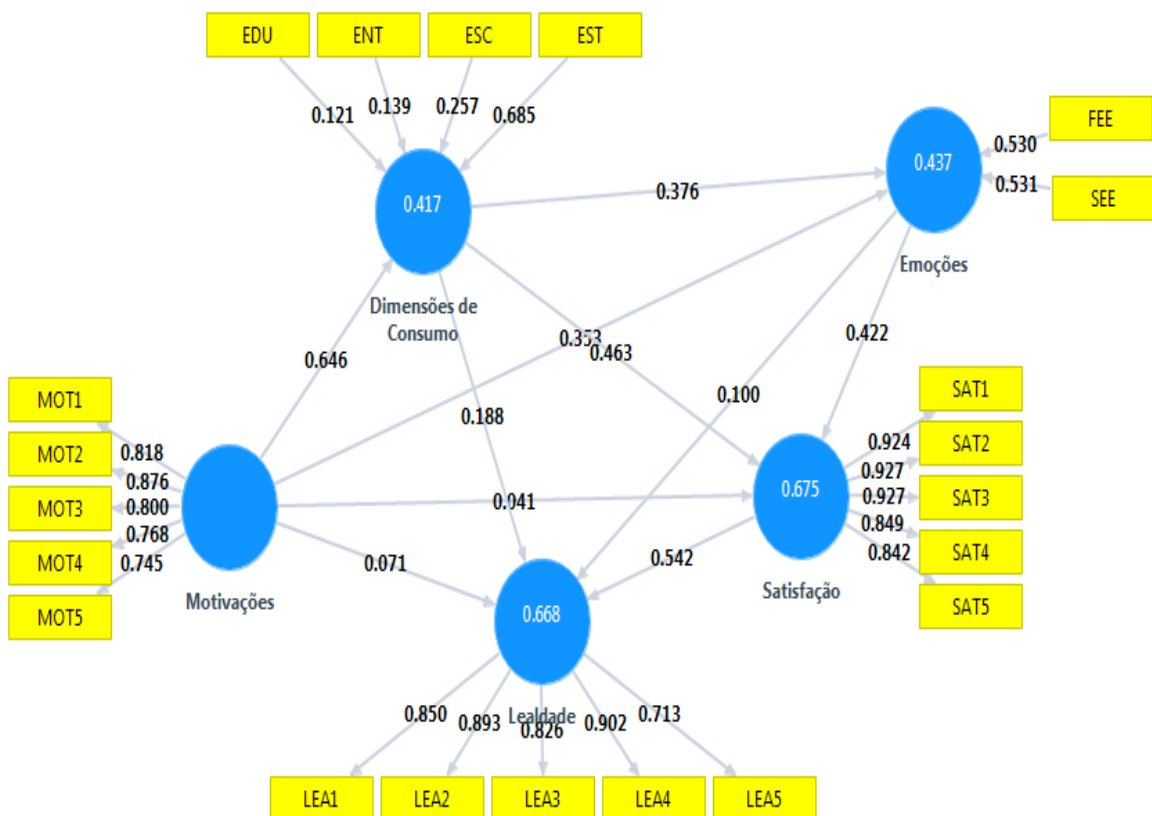 EDU
ENT
ESC
EST
0.121
0.139
0.257
0.685
FEE
SEE
0.530
0.531
0.437
Emoções
0.417
Dimensões de
Consumo
0.376
0.353
0.463
0.422
0.646
0.188
0.100
MOT1
MOT2
MOT3
MOT4
MOT5
0.818
0.876
0.800
0.768
0.745
Motivações
0.041
0.071
0.542
0.675
Satisfação
SAT1
SAT2
SAT3
SAT4
SAT5
0.924
0.927
0.927
0.849
0.842
0.668
Lealdade
0.850
0.893
0.826
0.902
0.713
LEA1
LEA2
LEA3
LEA4
LEA5